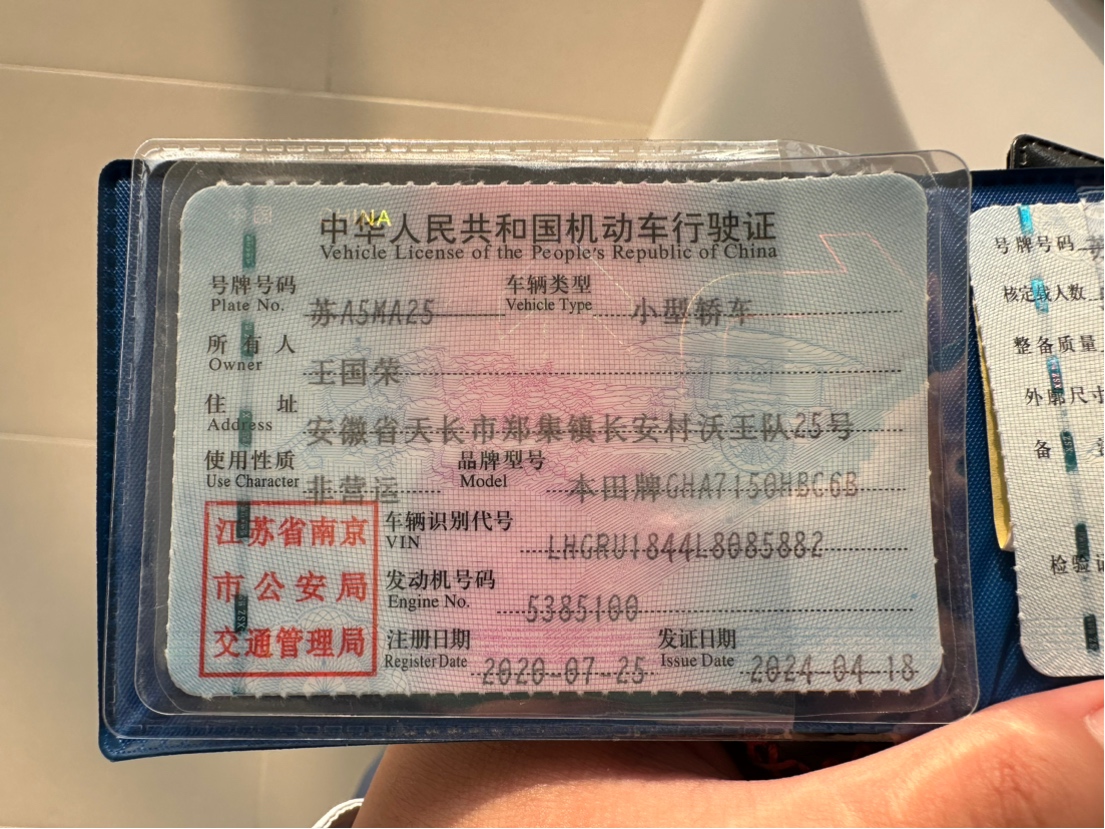 中华人民共和国机动车行驶证
Vehicle License of the People's Republic of China
号牌号码 苏A5MA25 车辆类型 小型轿车
Plate No. Vehicle Type
所有人 王国荣
Owner
住址 安徽省天长市郑集镇长安村沃王队25号
Address
使用性质 非营运 品牌型号 本田牌GHA7150HBC6B
Use Character Model
江苏省南京
市公安局
交通管理局
车辆识别代号 LHGRU1844L8085882
VIN
发动机号码 5385100
Engine No.
注册日期 2020-07-25 发证日期 2024-04-18
Register Date Issue Date
号牌号码
核定载人数
整备质量
外廓尺寸
备
检验记